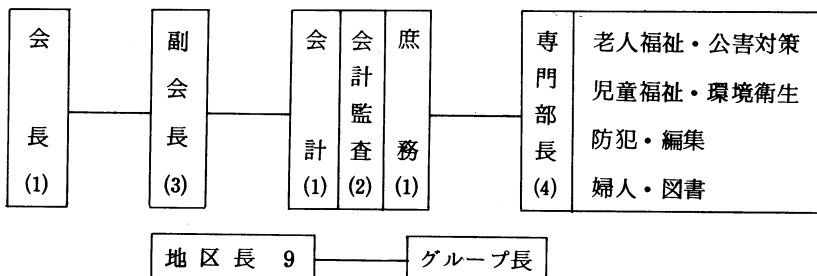 会長(1)
副会長(3)
会計(1)
会計監査(2)
庶務(1)
専門部長(4)
老人福祉・公害対策
児童福祉・環境衛生
防犯・編集
婦人・図書
地区長 9
グループ長